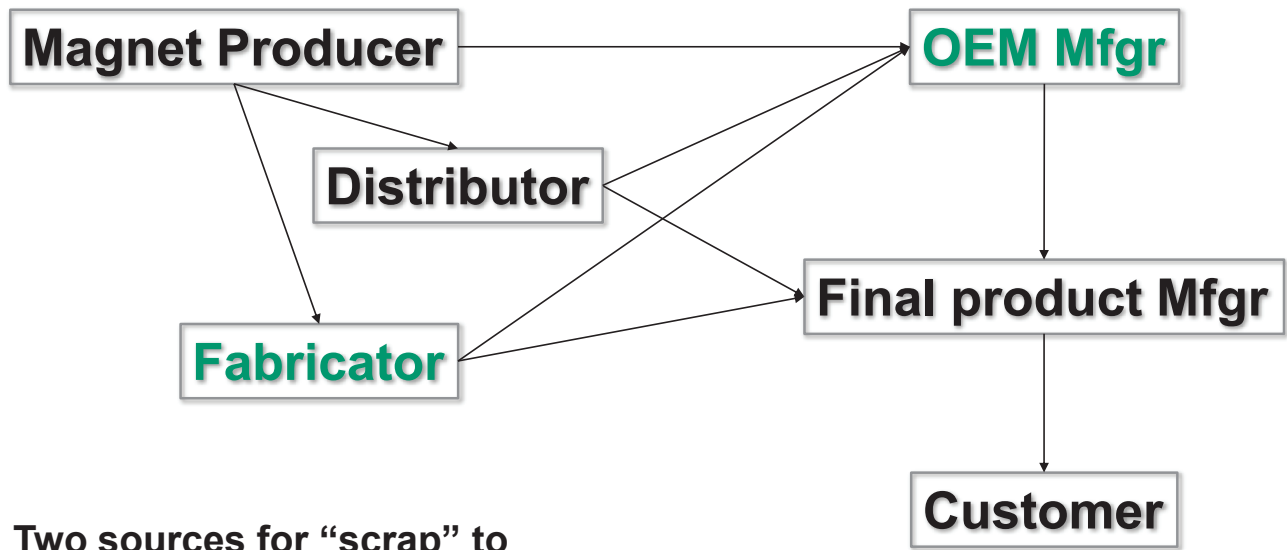 Magnet Producer
OEM Mfgr
Distributor
Final product Mfgr
Fabricator
Customer
Two sources for “scrap” to